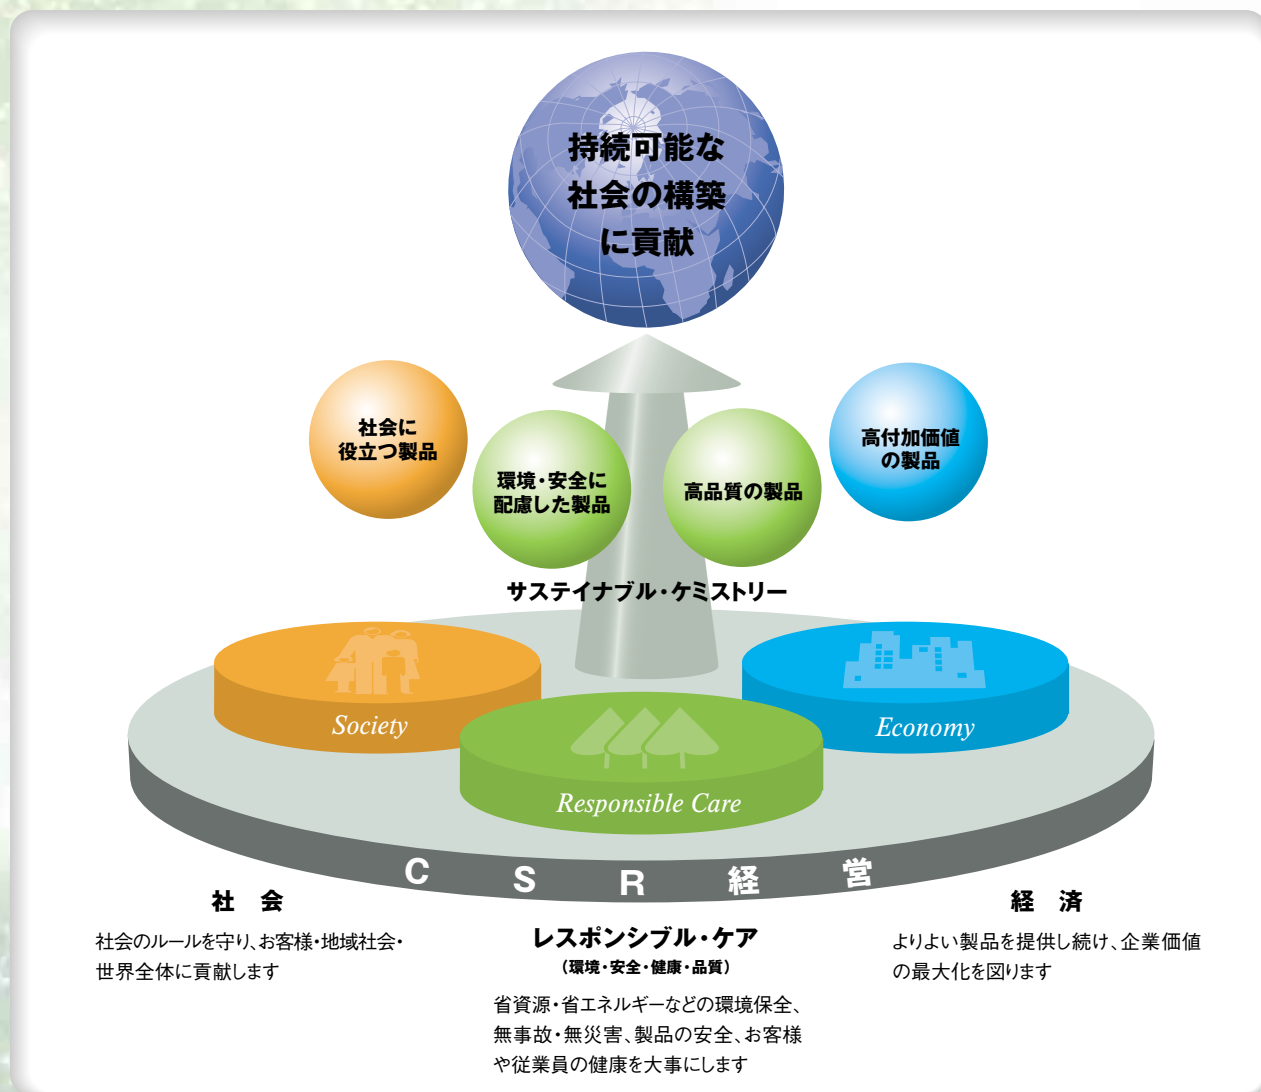 持続可能な
社会の構築
に貢献
社会に
役立つ製品
環境・安全に
配慮した製品
高品質の製品
高付加価値
の製品
サステイナブル・ケミストリー
Society
Responsible Care
Economy
CSR経営
社 会
社会のルールを守り、お客様・地域社会・
世界全体に貢献します
レスポンシブル・ケア
（環境・安全・健康・品質）
省資源・省エネルギーなどの環境保全、
無事故・無災害、製品の安全、お客様
や従業員の健康を大事にします
経 済
よりよい製品を提供し続け、企業価値
の最大化を図ります